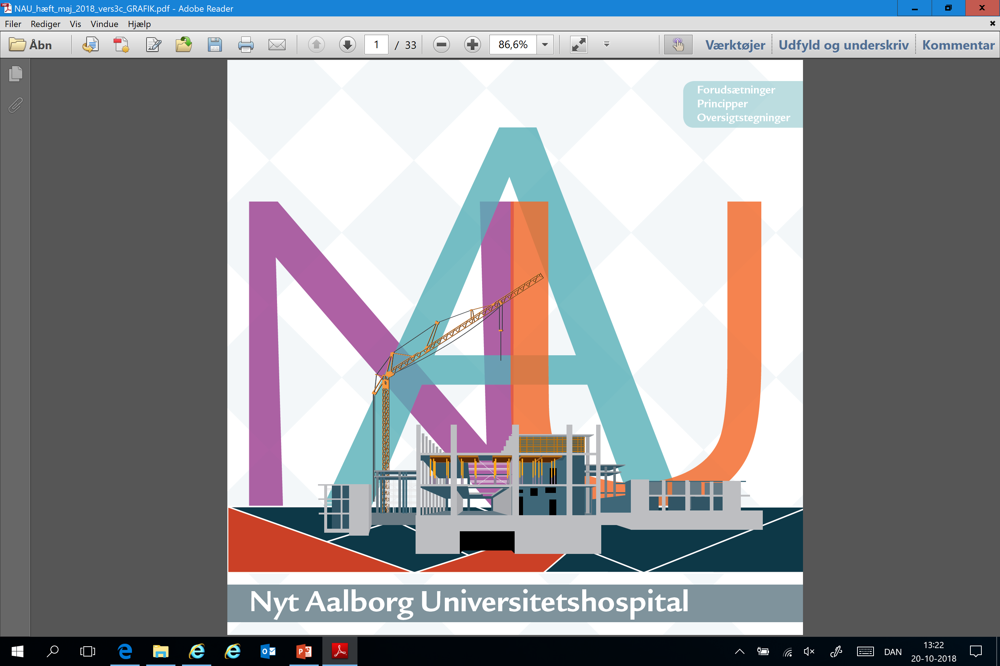 NAU_hæft_maj_2018_vers3c_GRAFIK.pdf - Adobe Reader
Filer Rediger Vis Vindue Hjælp
Åbn 1 / 33 86,6% Værktøjer Udfyld og underskriv Kommentar
Forudsætninger
Principper
Oversigtstegninger
NAU
Nyt Aalborg Universitetshospital
DAN 13:22
20-10-2018